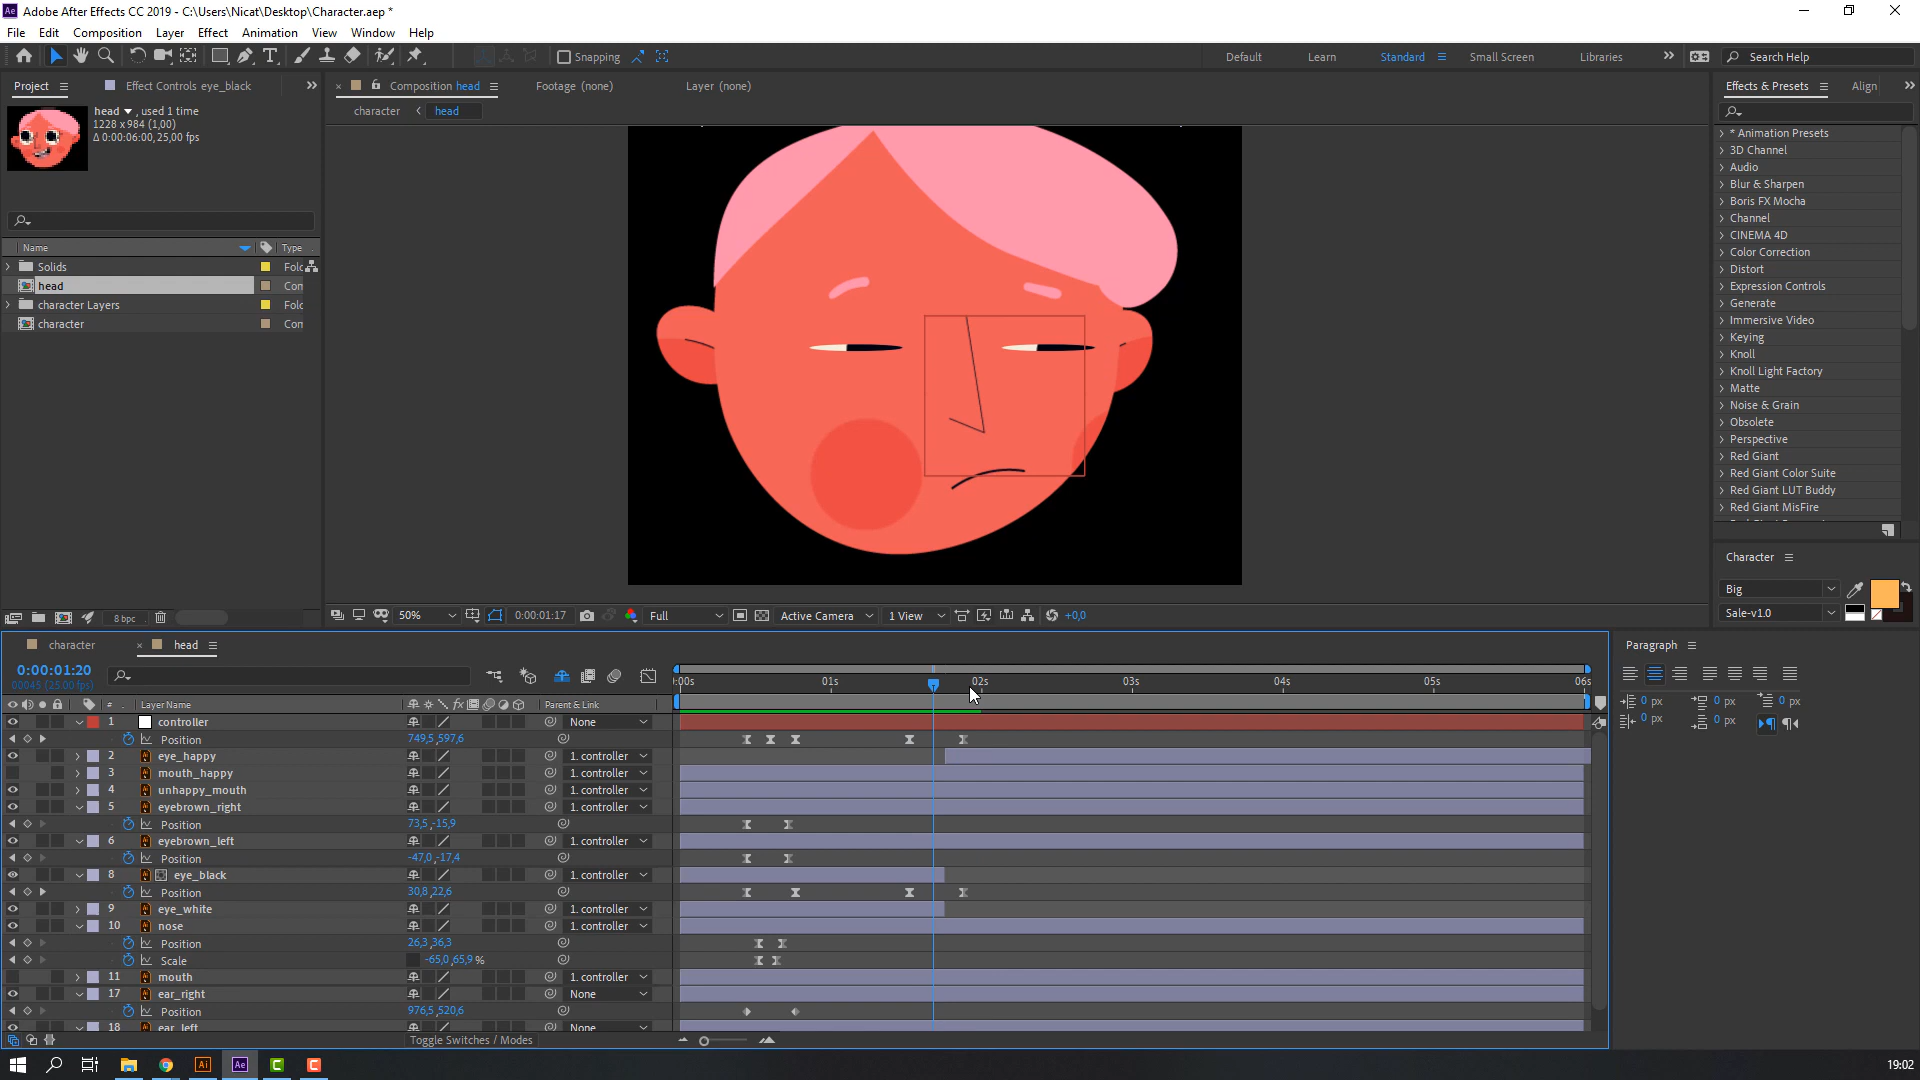 Adobe After Effects CC 2019 - C:\Users\Nicat\Desktop\Character.aep *
File Edit Composition Layer Effect Animation View Window Help
Snapping
Default Learn Standard Small Screen Libraries Search Help
Project Effect Controls eye_black
Composition head Footage (none) Layer (none)
Effects & Presets Align
head , used 1 time
1228 x 984 (1,00)
Δ 0:00:06:00, 25,00 fps
character head
Name Type
Solids Folc
head Con
character Layers Folc
character Con
* Animation Presets
3D Channel
Audio
Blur & Sharpen
Boris FX Mocha
Channel
CINEMA 4D
Color Correction
Distort
Expression Controls
Generate
Immersive Video
Keying
Knoll
Knoll Light Factory
Matte
Noise & Grain
Obsolete
Perspective
Red Giant
Red Giant Color Suite
Red Giant LUT Buddy
Red Giant MisFire
Character
Big
Sale-v1.0
8 bpc
50% 0:00:01:17 Full Active Camera 1 View +0,0
character head
0:00:01:20
00045 (25.00 fps)
:00s 01s 02s 03s 04s 05s 06s
# Layer Name Parent & Link
1 controller None
Position 749,5,597,6
2 eye_happy 1. controller
3 mouth_happy 1. controller
4 unhappy_mouth 1. controller
5 eyebrown_right 1. controller
Position 73,5,-15,9
6 eyebrown_left 1. controller
Position -47,0,-17,4
8 eye_black 1. controller
Position 30,8,22,6
9 eye_white 1. controller
10 nose 1. controller
Position 26,3,36,3
Scale -65,0,65,9 %
11 mouth 1. controller
17 ear_right None
Position 976,5,520,6
18 ear_left None
Toggle Switches / Modes
Paragraph
0 px 0 px 0 px
0 px 0 px
19:02